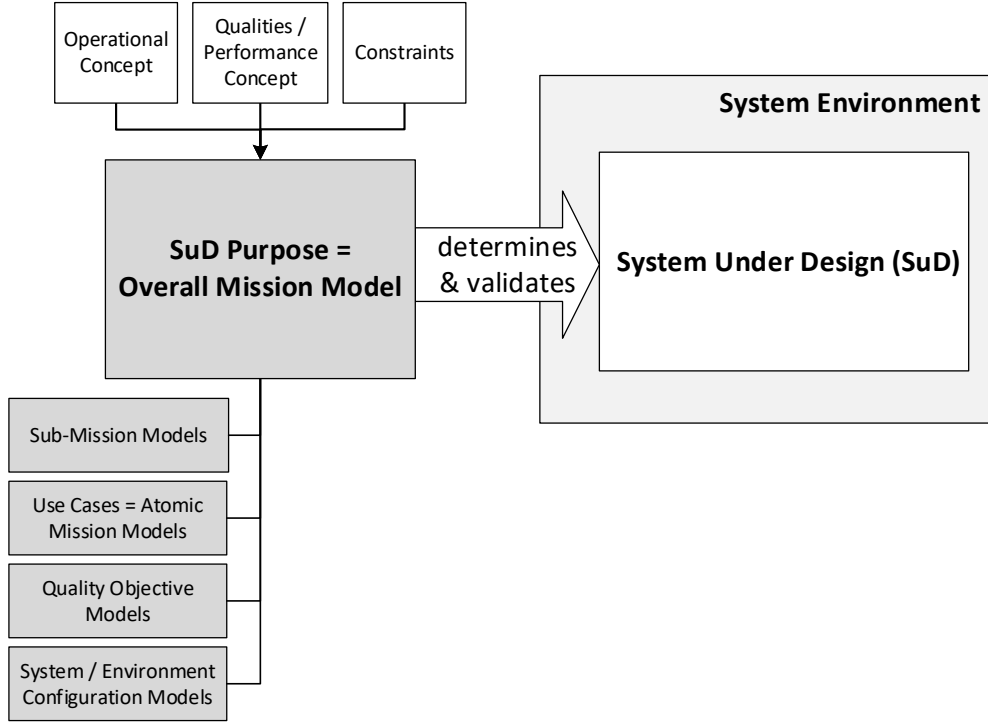 Operational
Concept
Qualities /
Performance
Concept
Constraints
System Environment
SuD Purpose =
Overall Mission Model
determines
& validates
System Under Design (SuD)
Sub-Mission Models
Use Cases = Atomic
Mission Models
Quality Objective
Models
System / Environment
Configuration Models